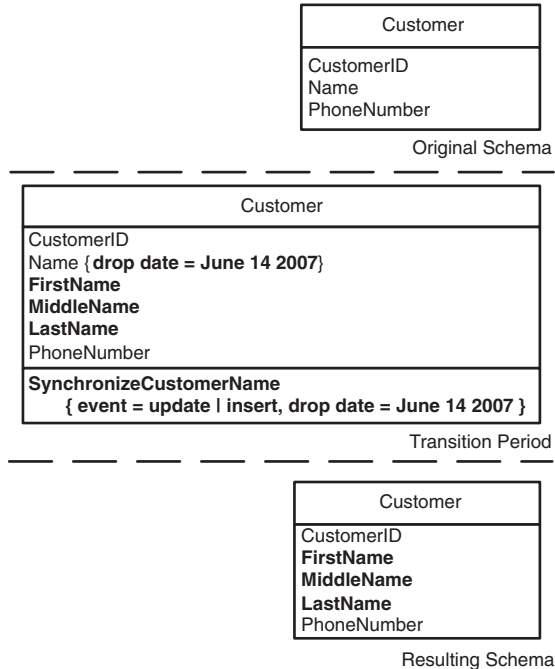 Customer
CustomerID
Name
PhoneNumber
Original Schema
Customer
CustomerID
Name {drop date = June 14 2007}
FirstName
MiddleName
LastName
PhoneNumber
SynchronizeCustomerName
{ event = update | insert, drop date = June 14 2007 }
Transition Period
Customer
CustomerID
FirstName
MiddleName
LastName
PhoneNumber
Resulting Schema